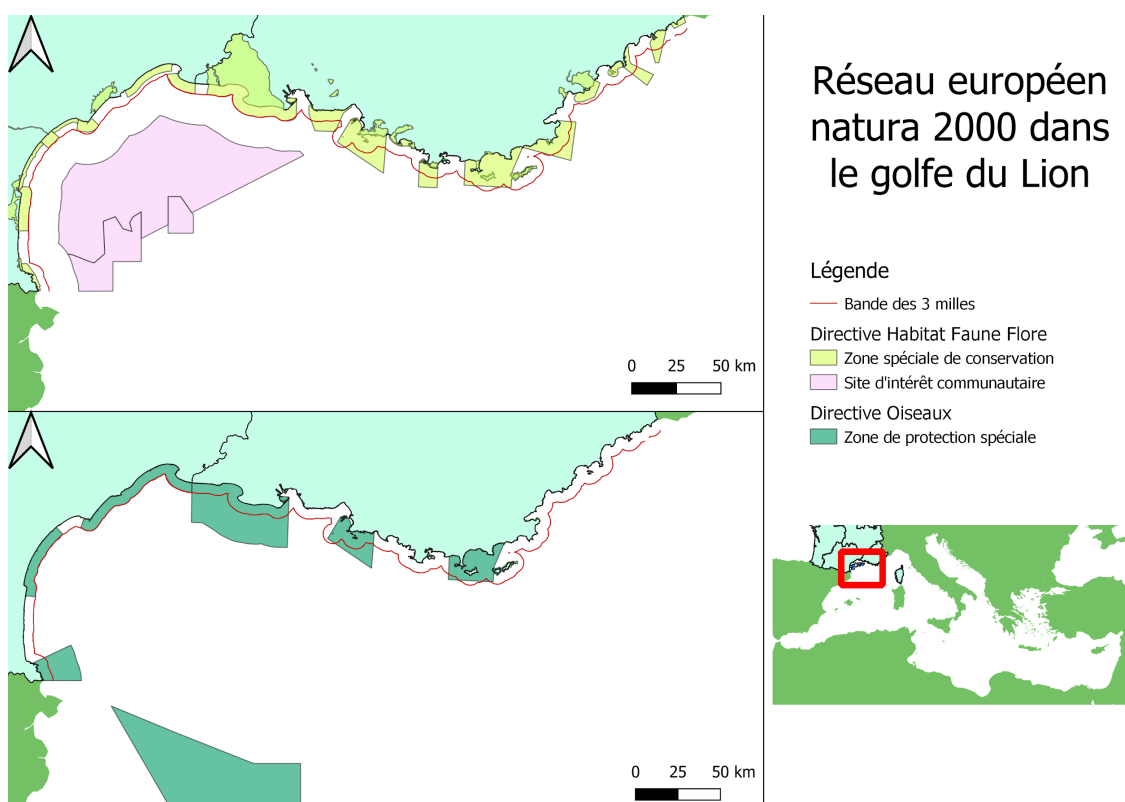 Réseau européen
natura 2000 dans
le golfe du Lion
Légende
Bande des 3 milles
Directive Habitat Faune Flore
Zone spéciale de conservation
Site d'intérêt communautaire
Directive Oiseaux
Zone de protection spéciale
0 25 50 km
0 25 50 km